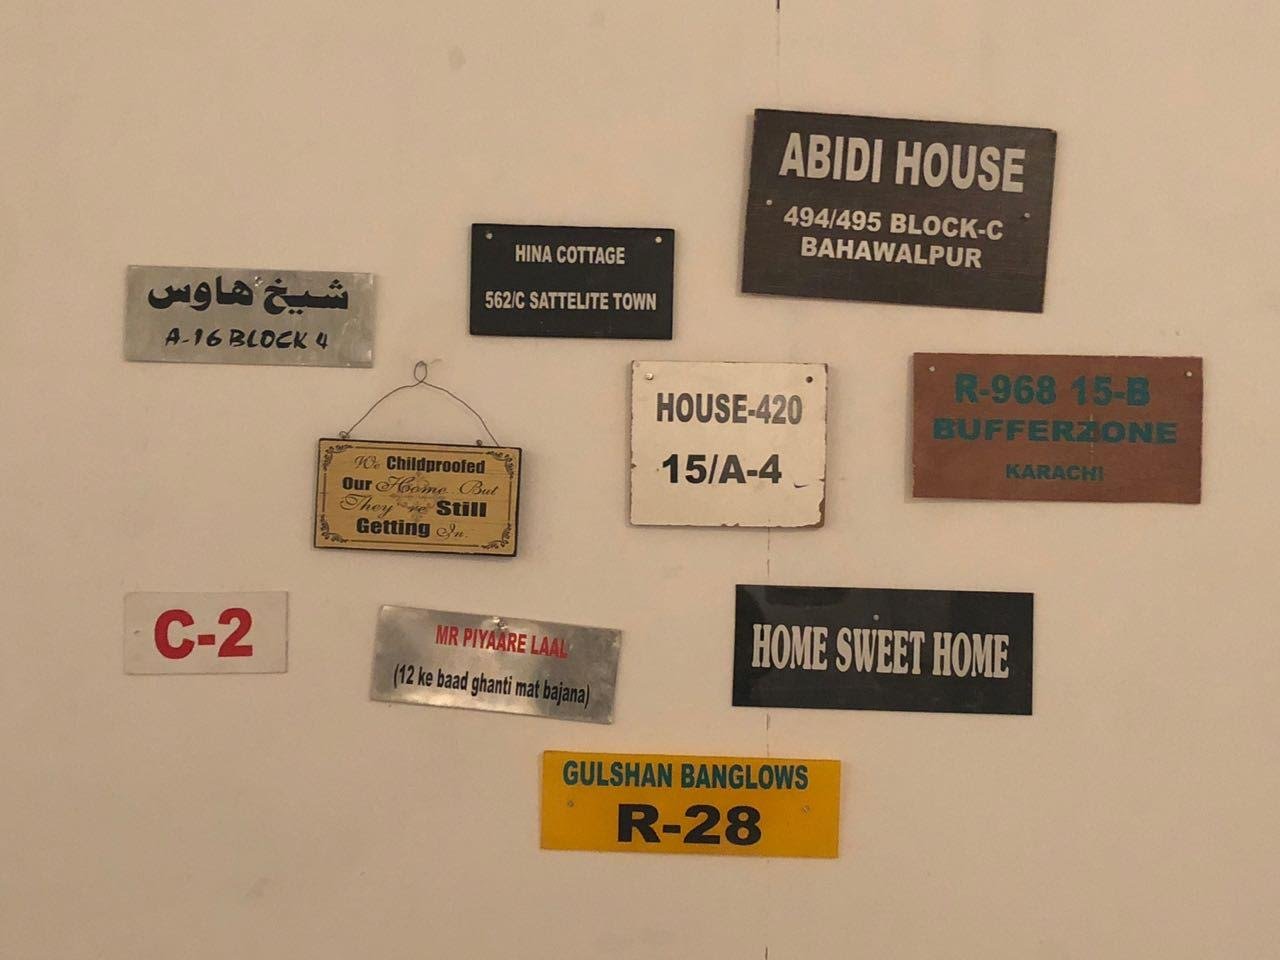 ABIDI HOUSE
494/495 BLOCK-C
BAHAWALPUR
HINA COTTAGE
562/C SATTELITE TOWN
شیخ هاوس
A-16 BLOCK 4
HOUSE-420
15/A-4
R-968 15-B
BUFFERZONE
KARACHI
We Childproofed
Our Home.. But
They're Still
Getting In.
C-2
MR PIYAARE LAAL
(12 ke baad ghanti mat bajana)
HOME SWEET HOME
GULSHAN BANGLOWS
R-28